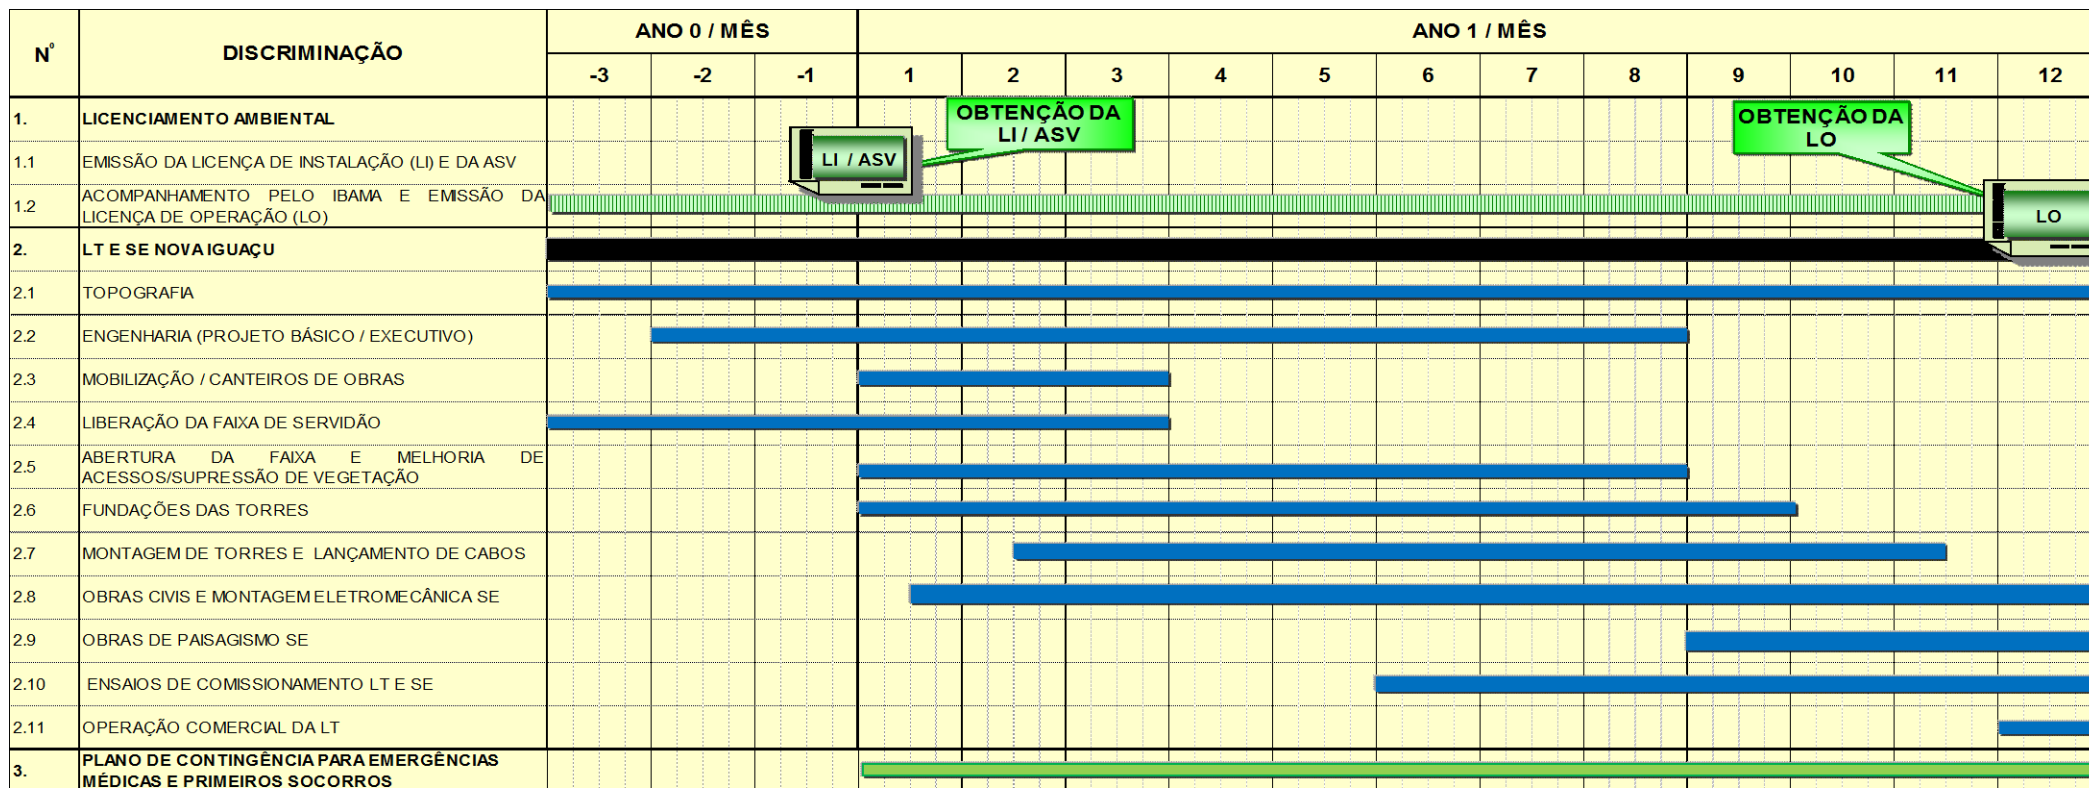 Nº DISCRIMINAÇÃO ANO 0 / MÊS ANO 1 / MÊS
-3 -2 -1 1 2 3 4 5 6 7 8 9 10 11 12
1. LICENCIAMENTO AMBIENTAL
OBTENÇÃO DA
LI / ASV
OBTENÇÃO DA
LO
1.1 EMISSÃO DA LICENÇA DE INSTALAÇÃO (LI) E DA ASV
LI / ASV
1.2 ACOMPANHAMENTO PELO IBAMA E EMISSÃO DA
LICENÇA DE OPERAÇÃO (LO)
LO
2. LT E SE NOVA IGUAÇU
2.1 TOPOGRAFIA
2.2 ENGENHARIA (PROJETO BÁSICO / EXECUTIVO)
2.3 MOBILIZAÇÃO / CANTEIROS DE OBRAS
2.4 LIBERAÇÃO DA FAIXA DE SERVIDÃO
2.5 ABERTURA DA FAIXA E MELHORIA DE
ACESSOS/SUPRESSÃO DE VEGETAÇÃO
2.6 FUNDAÇÕES DAS TORRES
2.7 MONTAGEM DE TORRES E LANÇAMENTO DE CABOS
2.8 OBRAS CIVIS E MONTAGEM ELETROMECÂNICA SE
2.9 OBRAS DE PAISAGISMO SE
2.10 ENSAIOS DE COMISSIONAMENTO LT E SE
2.11 OPERAÇÃO COMERCIAL DA LT
3. PLANO DE CONTINGÊNCIA PARA EMERGÊNCIAS
MÉDICAS E PRIMEIROS SOCORROS